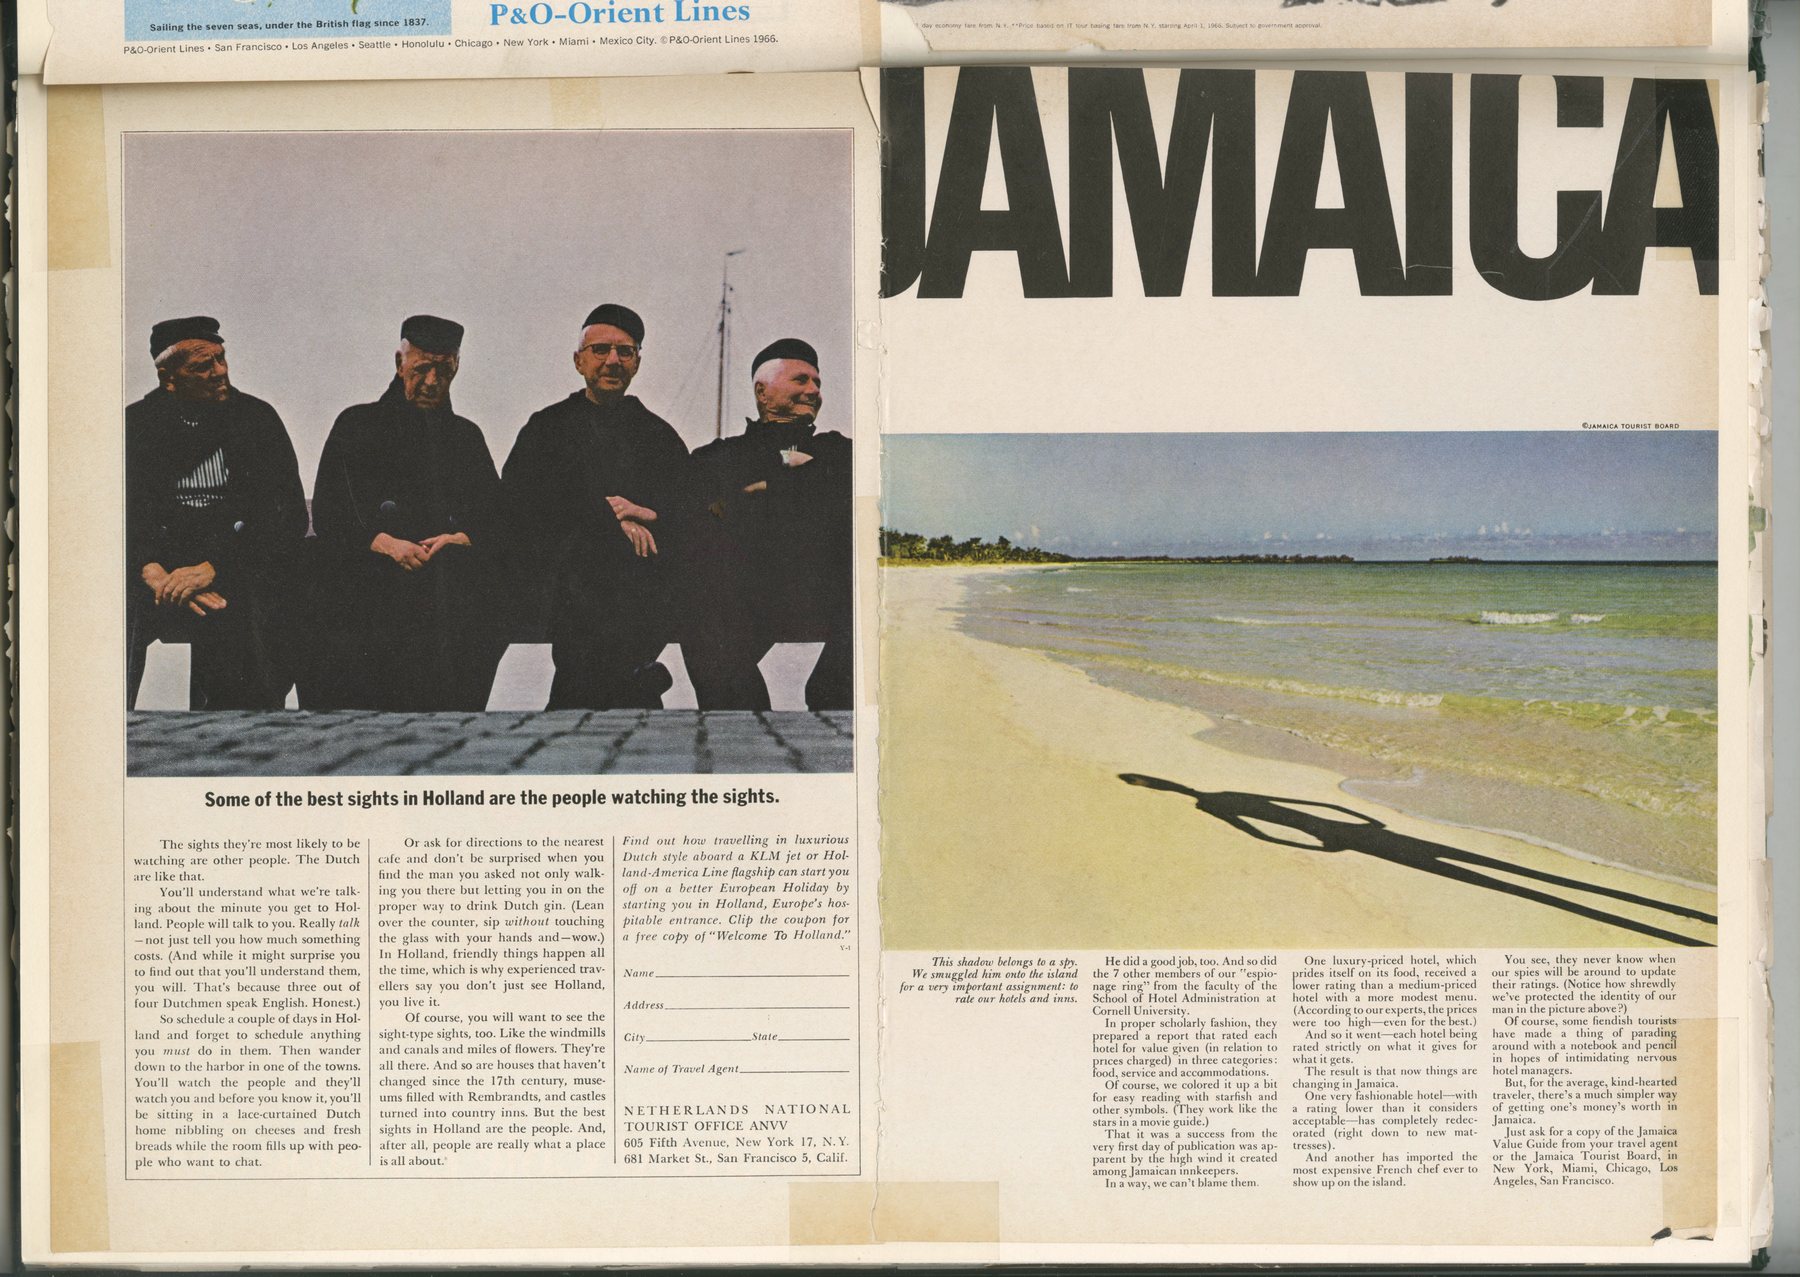 Sailing the seven seas, under the British flag since 1837.
P&O-Orient Lines
P&O-Orient Lines • San Francisco • Los Angeles • Seattle • Honolulu • Chicago • New York • Miami • Mexico City. © P&O-Orient Lines 1966.
day economy fare from N.Y. **Price based on IT tour basing fare from N.Y. starting April 1, 1966. Subject to government approval.
Some of the best sights in Holland are the people watching the sights.
The sights they're most likely to be
watching are other people. The Dutch
are like that.
You'll understand what we're talk-
ing about the minute you get to Hol-
land. People will talk to you. Really talk
—not just tell you how much something
costs. (And while it might surprise you
to find out that you'll understand them,
you will. That's because three out of
four Dutchmen speak English. Honest.)
So schedule a couple of days in Hol-
land and forget to schedule anything
you must do in them. Then wander
down to the harbor in one of the towns.
You'll watch the people and they'll
watch you and before you know it, you'll
be sitting in a lace-curtained Dutch
home nibbling on cheeses and fresh
breads while the room fills up with peo-
ple who want to chat.
Or ask for directions to the nearest
cafe and don't be surprised when you
find the man you asked not only walk-
ing you there but letting you in on the
proper way to drink Dutch gin. (Lean
over the counter, sip without touching
the glass with your hands and—wow.)
In Holland, friendly things happen all
the time, which is why experienced trav-
ellers say you don't just see Holland,
you live it.
Of course, you will want to see the
sight-type sights, too. Like the windmills
and canals and miles of flowers. They're
all there. And so are houses that haven't
changed since the 17th century, muse-
ums filled with Rembrandts, and castles
turned into country inns. But the best
sights in Holland are the people. And,
after all, people are really what a place
is all about.
Find out how travelling in luxurious
Dutch style aboard a KLM jet or Hol-
land-America Line flagship can start you
off on a better European Holiday by
starting you in Holland, Europe's hos-
pitable entrance. Clip the coupon for
a free copy of "Welcome To Holland."
Y-1
Name
Address
City State
Name of Travel Agent
NETHERLANDS NATIONAL
TOURIST OFFICE ANVV
605 Fifth Avenue, New York 17, N.Y.
681 Market St., San Francisco 5, Calif.
JAMAICA
©JAMAICA TOURIST BOARD
This shadow belongs to a spy.
We smuggled him onto the island
for a very important assignment: to
rate our hotels and inns.
He did a good job, too. And so did
the 7 other members of our "espio-
nage ring" from the faculty of the
School of Hotel Administration at
Cornell University.
In proper scholarly fashion, they
prepared a report that rated each
hotel for value given (in relation to
prices charged) in three categories:
food, service and accommodations.
Of course, we colored it up a bit
for easy reading with starfish and
other symbols. (They work like the
stars in a movie guide.)
That it was a success from the
very first day of publication was ap-
parent by the high wind it created
among Jamaican innkeepers.
In a way, we can't blame them.
One luxury-priced hotel, which
prides itself on its food, received a
lower rating than a medium-priced
hotel with a more modest menu.
(According to our experts, the prices
were too high—even for the best.)
And so it went—each hotel being
rated strictly on what it gives for
what it gets.
The result is that now things are
changing in Jamaica.
One very fashionable hotel—with
a rating lower than it considers
acceptable—has completely redec-
orated (right down to new mat-
tresses).
And another has imported the
most expensive French chef ever to
show up on the island.
You see, they never know when
our spies will be around to update
their ratings. (Notice how shrewdly
we've protected the identity of our
man in the picture above?)
Of course, some fiendish tourists
have made a thing of parading
around with a notebook and pencil
in hopes of intimidating nervous
hotel managers.
But, for the average, kind-hearted
traveler, there's a much simpler way
of getting one's money's worth in
Jamaica.
Just ask for a copy of the Jamaica
Value Guide from your travel agent
or the Jamaica Tourist Board, in
New York, Miami, Chicago, Los
Angeles, San Francisco.